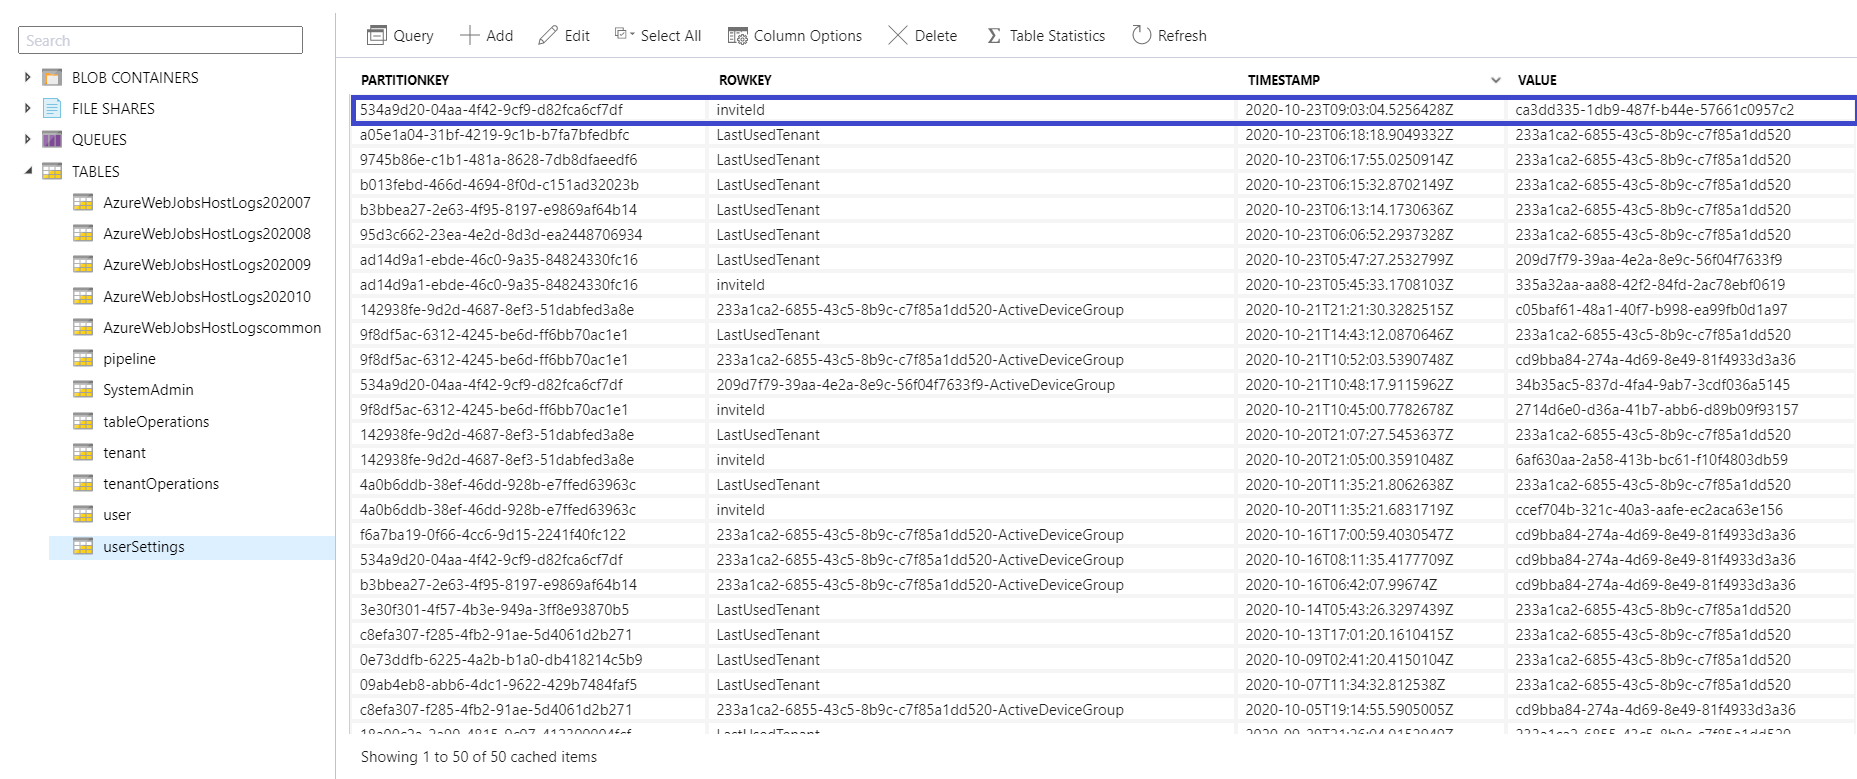 Search
BLOB CONTAINERS
FILE SHARES
QUEUES
TABLES
AzureWebJobsHostLogs202007
AzureWebJobsHostLogs202008
AzureWebJobsHostLogs202009
AzureWebJobsHostLogs202010
AzureWebJobsHostLogscommon
pipeline
SystemAdmin
tableOperations
tenant
tenantOperations
user
userSettings
Query Add Edit Select All Column Options Delete Table Statistics Refresh
PARTITIONKEY ROWKEY TIMESTAMP VALUE
534a9d20-04aa-4f42-9cf9-d82fca6cf7df inviteId 2020-10-23T09:03:04.5256428Z ca3dd335-1db9-487f-b44e-57661c0957c2
a05e1a04-31bf-4219-9c1b-b7fa7bfedbfc LastUsedTenant 2020-10-23T06:18:18.9049332Z 233a1ca2-6855-43c5-8b9c-c7f85a1dd520
9745b86e-c1b1-481a-8628-7db8dfaeedf6 LastUsedTenant 2020-10-23T06:17:55.0250914Z 233a1ca2-6855-43c5-8b9c-c7f85a1dd520
b013febd-466d-4694-8f0d-c151ad32023b LastUsedTenant 2020-10-23T06:15:32.8702149Z 233a1ca2-6855-43c5-8b9c-c7f85a1dd520
b3bbea27-2e63-4f95-8197-e9869af64b14 LastUsedTenant 2020-10-23T06:13:14.1730636Z 233a1ca2-6855-43c5-8b9c-c7f85a1dd520
95d3c662-23ea-4e2d-8d3d-ea2448706934 LastUsedTenant 2020-10-23T06:06:52.2937328Z 233a1ca2-6855-43c5-8b9c-c7f85a1dd520
ad14d9a1-ebde-46c0-9a35-84824330fc16 LastUsedTenant 2020-10-23T05:47:27.2532799Z 209d7f79-39aa-4e2a-8e9c-56f04f7633f9
ad14d9a1-ebde-46c0-9a35-84824330fc16 inviteId 2020-10-23T05:45:33.1708103Z 335a32aa-aa88-42f2-84fd-2ac78ebf0619
142938fe-9d2d-4687-8ef3-51dabfed3a8e 233a1ca2-6855-43c5-8b9c-c7f85a1dd520-ActiveDeviceGroup 2020-10-21T21:21:30.3282515Z c05baf61-48a1-40f7-b998-ea99fb0d1a97
9f8df5ac-6312-4245-be6d-ff6bb70ac1e1 LastUsedTenant 2020-10-21T14:43:12.0870646Z 233a1ca2-6855-43c5-8b9c-c7f85a1dd520
9f8df5ac-6312-4245-be6d-ff6bb70ac1e1 233a1ca2-6855-43c5-8b9c-c7f85a1dd520-ActiveDeviceGroup 2020-10-21T10:52:03.5390748Z cd9bba84-274a-4d69-8e49-81f4933d3a36
534a9d20-04aa-4f42-9cf9-d82fca6cf7df 209d7f79-39aa-4e2a-8e9c-56f04f7633f9-ActiveDeviceGroup 2020-10-21T10:48:17.9115962Z 34b35ac5-837d-4fa4-9ab7-3cdf036a5145
9f8df5ac-6312-4245-be6d-ff6bb70ac1e1 inviteId 2020-10-21T10:45:00.7782678Z 2714d6e0-d36a-41b7-abb6-d89b09f93157
142938fe-9d2d-4687-8ef3-51dabfed3a8e LastUsedTenant 2020-10-20T21:07:27.5453637Z 233a1ca2-6855-43c5-8b9c-c7f85a1dd520
142938fe-9d2d-4687-8ef3-51dabfed3a8e inviteId 2020-10-20T21:05:00.3591048Z 6af630aa-2a58-413b-bc61-f10f4803db59
4a0b6ddb-38ef-46dd-928b-e7ffed63963c LastUsedTenant 2020-10-20T11:35:21.8062638Z 233a1ca2-6855-43c5-8b9c-c7f85a1dd520
4a0b6ddb-38ef-46dd-928b-e7ffed63963c inviteId 2020-10-20T11:35:21.6831719Z ccef704b-321c-40a3-aafe-ec2aca63e156
f6a7ba19-0f66-4cc6-9d15-2241f40fc122 233a1ca2-6855-43c5-8b9c-c7f85a1dd520-ActiveDeviceGroup 2020-10-16T17:00:59.4030547Z cd9bba84-274a-4d69-8e49-81f4933d3a36
534a9d20-04aa-4f42-9cf9-d82fca6cf7df 233a1ca2-6855-43c5-8b9c-c7f85a1dd520-ActiveDeviceGroup 2020-10-16T08:11:35.4177709Z cd9bba84-274a-4d69-8e49-81f4933d3a36
b3bbea27-2e63-4f95-8197-e9869af64b14 233a1ca2-6855-43c5-8b9c-c7f85a1dd520-ActiveDeviceGroup 2020-10-16T06:42:07.99674Z cd9bba84-274a-4d69-8e49-81f4933d3a36
3e30f301-4f57-4b3e-949a-3ff8e93870b5 LastUsedTenant 2020-10-14T05:43:26.3297439Z 233a1ca2-6855-43c5-8b9c-c7f85a1dd520
c8efa307-f285-4fb2-91ae-5d4061d2b271 LastUsedTenant 2020-10-13T17:01:20.1610415Z 233a1ca2-6855-43c5-8b9c-c7f85a1dd520
0e73ddfb-6225-4a2b-b1a0-db418214c5b9 LastUsedTenant 2020-10-09T02:41:20.4150104Z 233a1ca2-6855-43c5-8b9c-c7f85a1dd520
09ab4eb8-abb6-4dc1-9622-429b7484faf5 LastUsedTenant 2020-10-07T11:34:32.812538Z 233a1ca2-6855-43c5-8b9c-c7f85a1dd520
c8efa307-f285-4fb2-91ae-5d4061d2b271 233a1ca2-6855-43c5-8b9c-c7f85a1dd520-ActiveDeviceGroup 2020-10-05T19:14:55.5905005Z cd9bba84-274a-4d69-8e49-81f4933d3a36
LastUsedTenant
Showing 1 to 50 of 50 cached items